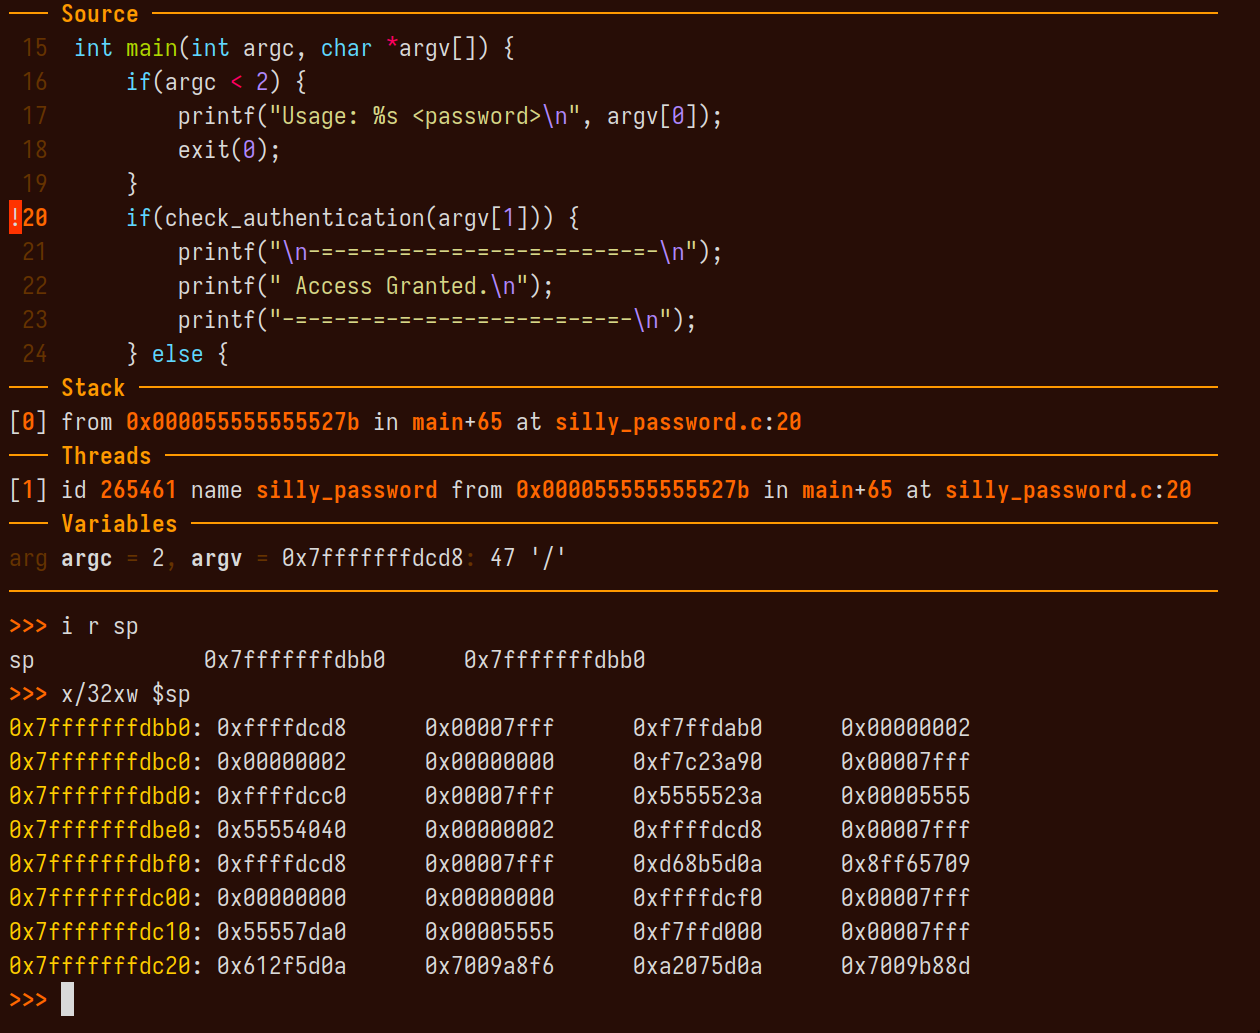 Source
15 int main(int argc, char *argv[]) {
16 if(argc < 2) {
17 printf("Usage: %s <password>\n", argv[0]);
18 exit(0);
19 }
!20 if(check_authentication(argv[1])) {
21 printf("\n-=-=-=-=-=-=-=-=-=-=-=-=-=-\n");
22 printf(" Access Granted.\n");
23 printf("-=-=-=-=-=-=-=-=-=-=-=-=-=-\n");
24 } else {
Stack
[0] from 0x000055555555527b in main+65 at silly_password.c:20
Threads
[1] id 265461 name silly_password from 0x000055555555527b in main+65 at silly_password.c:20
Variables
arg argc = 2, argv = 0x7fffffffdcd8: 47 '/'
>>> i r sp
sp 0x7fffffffdbb0 0x7fffffffdbb0
>>> x/32xw $sp
0x7fffffffdbb0: 0xffffdcd8 0x00007fff 0xf7ffdab0 0x00000002
0x7fffffffdbc0: 0x00000002 0x00000000 0xf7c23a90 0x00007fff
0x7fffffffdbd0: 0xffffdcc0 0x00007fff 0x5555523a 0x00005555
0x7fffffffdbe0: 0x55554040 0x00000002 0xffffdcd8 0x00007fff
0x7fffffffdbf0: 0xffffdcd8 0x00007fff 0xd68b5d0a 0x8ff65709
0x7fffffffdc00: 0x00000000 0x00000000 0xffffdcf0 0x00007fff
0x7fffffffdc10: 0x55557da0 0x00005555 0xf7ffd000 0x00007fff
0x7fffffffdc20: 0x612f5d0a 0x7009a8f6 0xa2075d0a 0x7009b88d
>>>